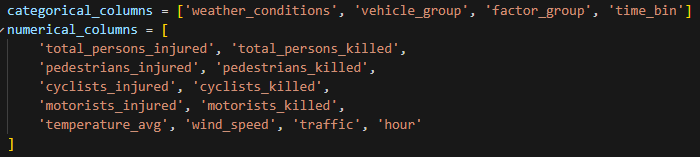 categorical_columns = ['weather_conditions', 'vehicle_group', 'factor_group', 'time_bin']
numerical_columns = [
    'total_persons_injured', 'total_persons_killed',
    'pedestrians_injured', 'pedestrians_killed',
    'cyclists_injured', 'cyclists_killed',
    'motorists_injured', 'motorists_killed',
    'temperature_avg', 'wind_speed', 'traffic', 'hour'
]